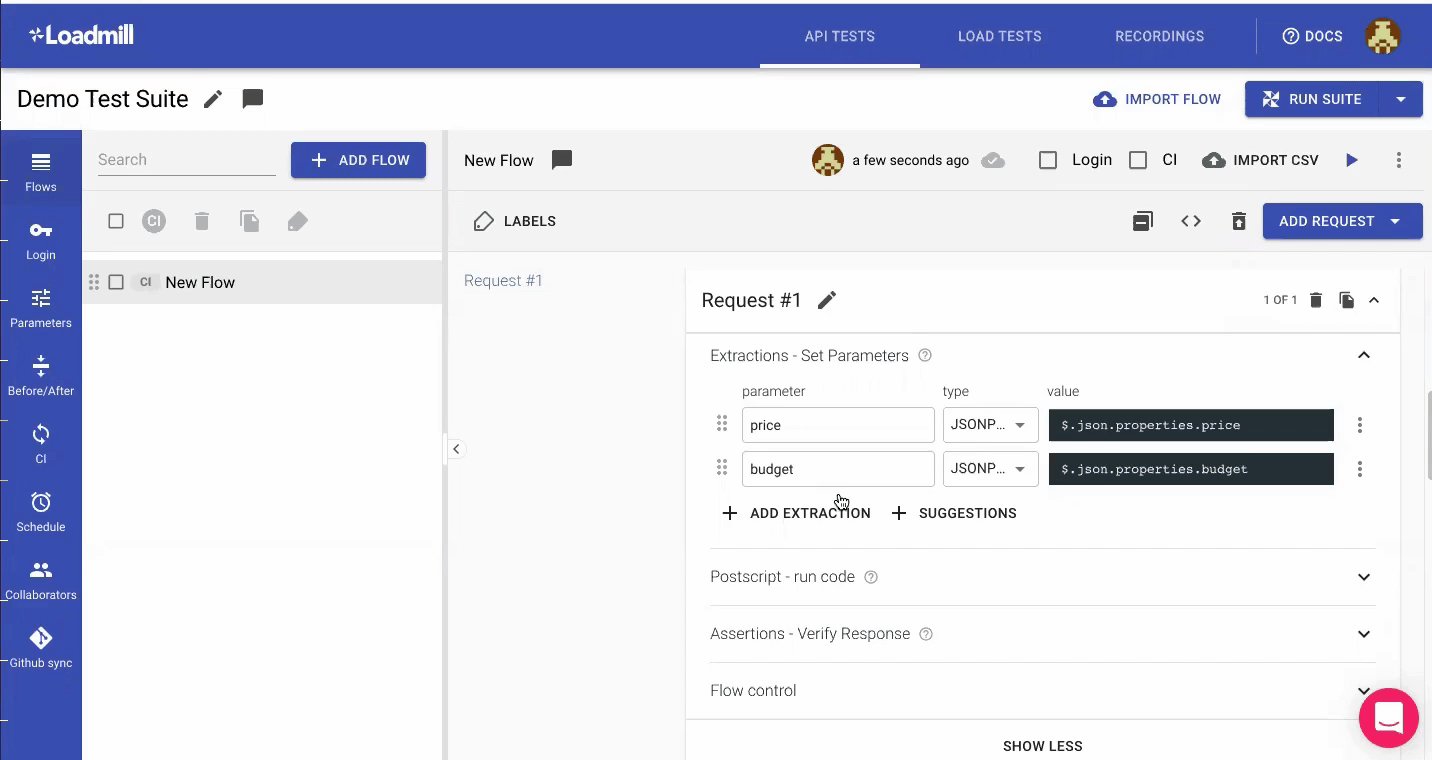 Loadmill
API TESTS
LOAD TESTS
RECORDINGS
DOCS
Demo Test Suite
IMPORT FLOW
RUN SUITE
Flows
Login
Parameters
Before/After
CI
Schedule
Collaborators
Github sync
Search
ADD FLOW
CI
CI New Flow
New Flow
a few seconds ago
Login
CI
IMPORT CSV
LABELS
ADD REQUEST
Request #1
Request #1
1 OF 1
Extractions - Set Parameters
parameter type value
price JSONP... $.json.properties.price
budget JSONP... $.json.properties.budget
ADD EXTRACTION
SUGGESTIONS
Postscript - run code
Assertions - Verify Response
Flow control
SHOW LESS